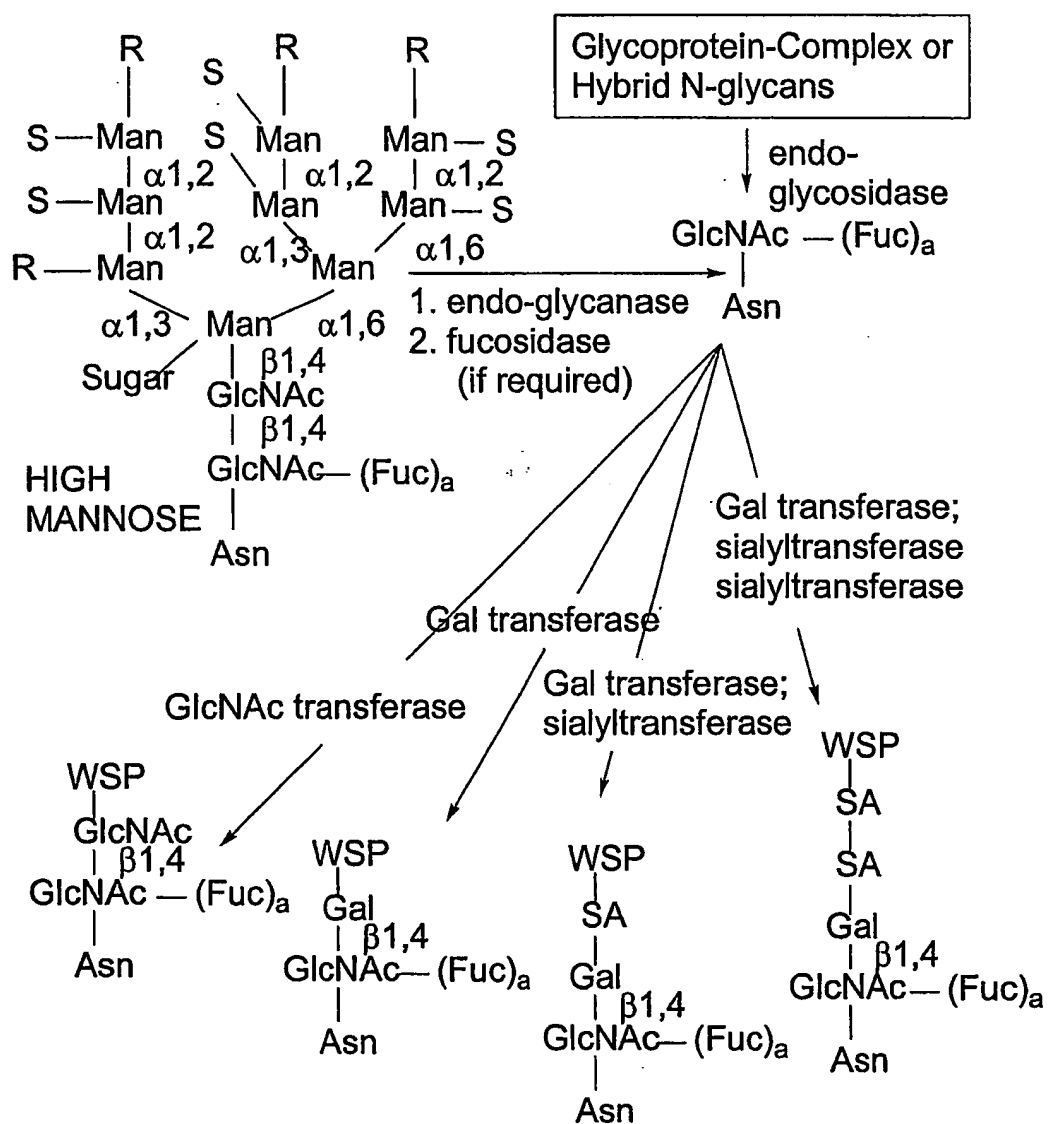 Glycoprotein-Complex or
Hybrid N-glycans
endo-
glycosidase
GlcNAc — (Fuc)a
Asn
R R R
S
S—Man S Man Man—S
α1,2 α1,2 α1,2
S—Man Man Man—S
α1,2 α1,3 α1,6
R—Man Man
α1,3 Man α1,6
Sugar
β1,4
GlcNAc
β1,4
GlcNAc—(Fuc)a
Asn
HIGH
MANNOSE
1. endo-glycanase
2. fucosidase
(if required)
GlcNAc transferase
Gal transferase
Gal transferase;
sialyltransferase
Gal transferase;
sialyltransferase
sialyltransferase
WSP
GlcNAc
β1,4
GlcNAc — (Fuc)a
Asn
WSP
Gal
β1,4
GlcNAc—(Fuc)a
Asn
WSP
SA
Gal
β1,4
GlcNAc—(Fuc)a
Asn
WSP
SA
SA
Gal
β1,4
GlcNAc—(Fuc)a
Asn